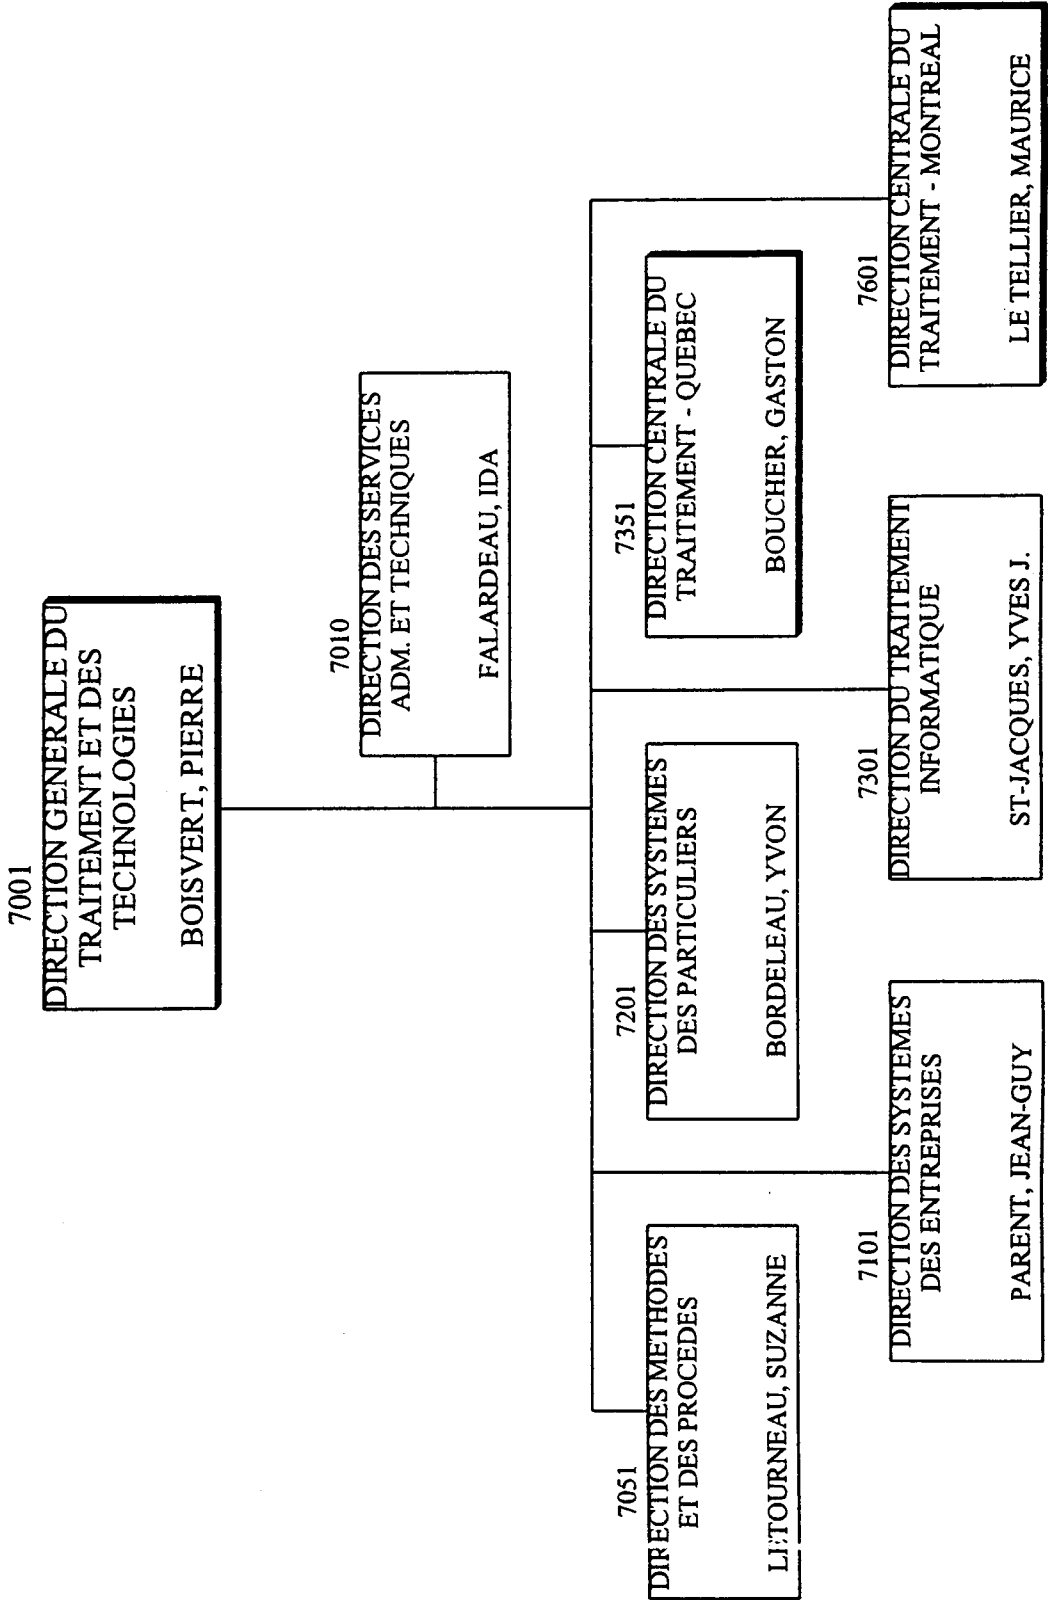 7001
DIRECTION GENERALE DU
TRAITEMENT ET DES
TECHNOLOGIES
BOISVERT, PIERRE
7010
DIRECTION DES SERVICES
ADM. ET TECHNIQUES
FALARDEAU, IDA
7051
DIRECTION DES METHODES
ET DES PROCEDES
LETOURNEAU, SUZANNE
7201
DIRECTION DES SYSTEMES
DES PARTICULIERS
BORDELEAU, YVON
7351
DIRECTION CENTRALE DU
TRAITEMENT - QUEBEC
BOUCHER, GASTON
7101
DIRECTION DES SYSTEMES
DES ENTREPRISES
PARENT, JEAN-GUY
7301
DIRECTION DU TRAITEMENT
INFORMATIQUE
ST-JACQUES, YVES J.
7601
DIRECTION CENTRALE DU
TRAITEMENT - MONTREAL
LE TELLIER, MAURICE